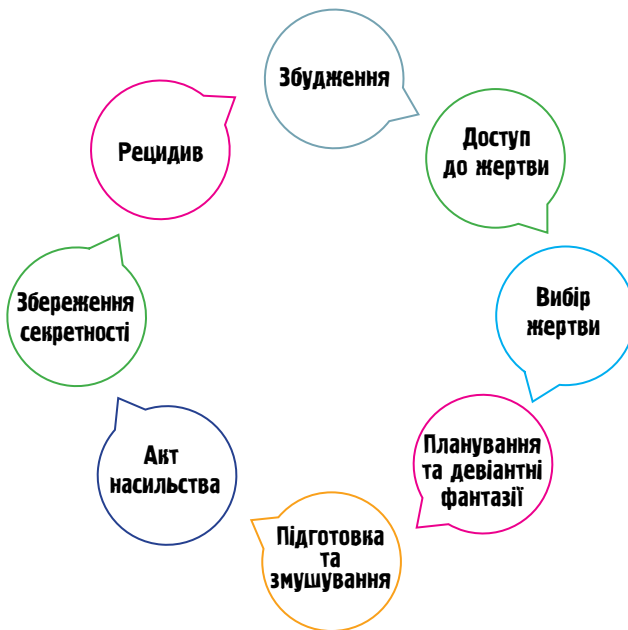 Збудження
Доступ
до жертви
Вибір
жертви
Планування
та девіантні
фантазії
Підготовка
та
змушування
Акт
насильства
Збереження
секретності
Рецидив